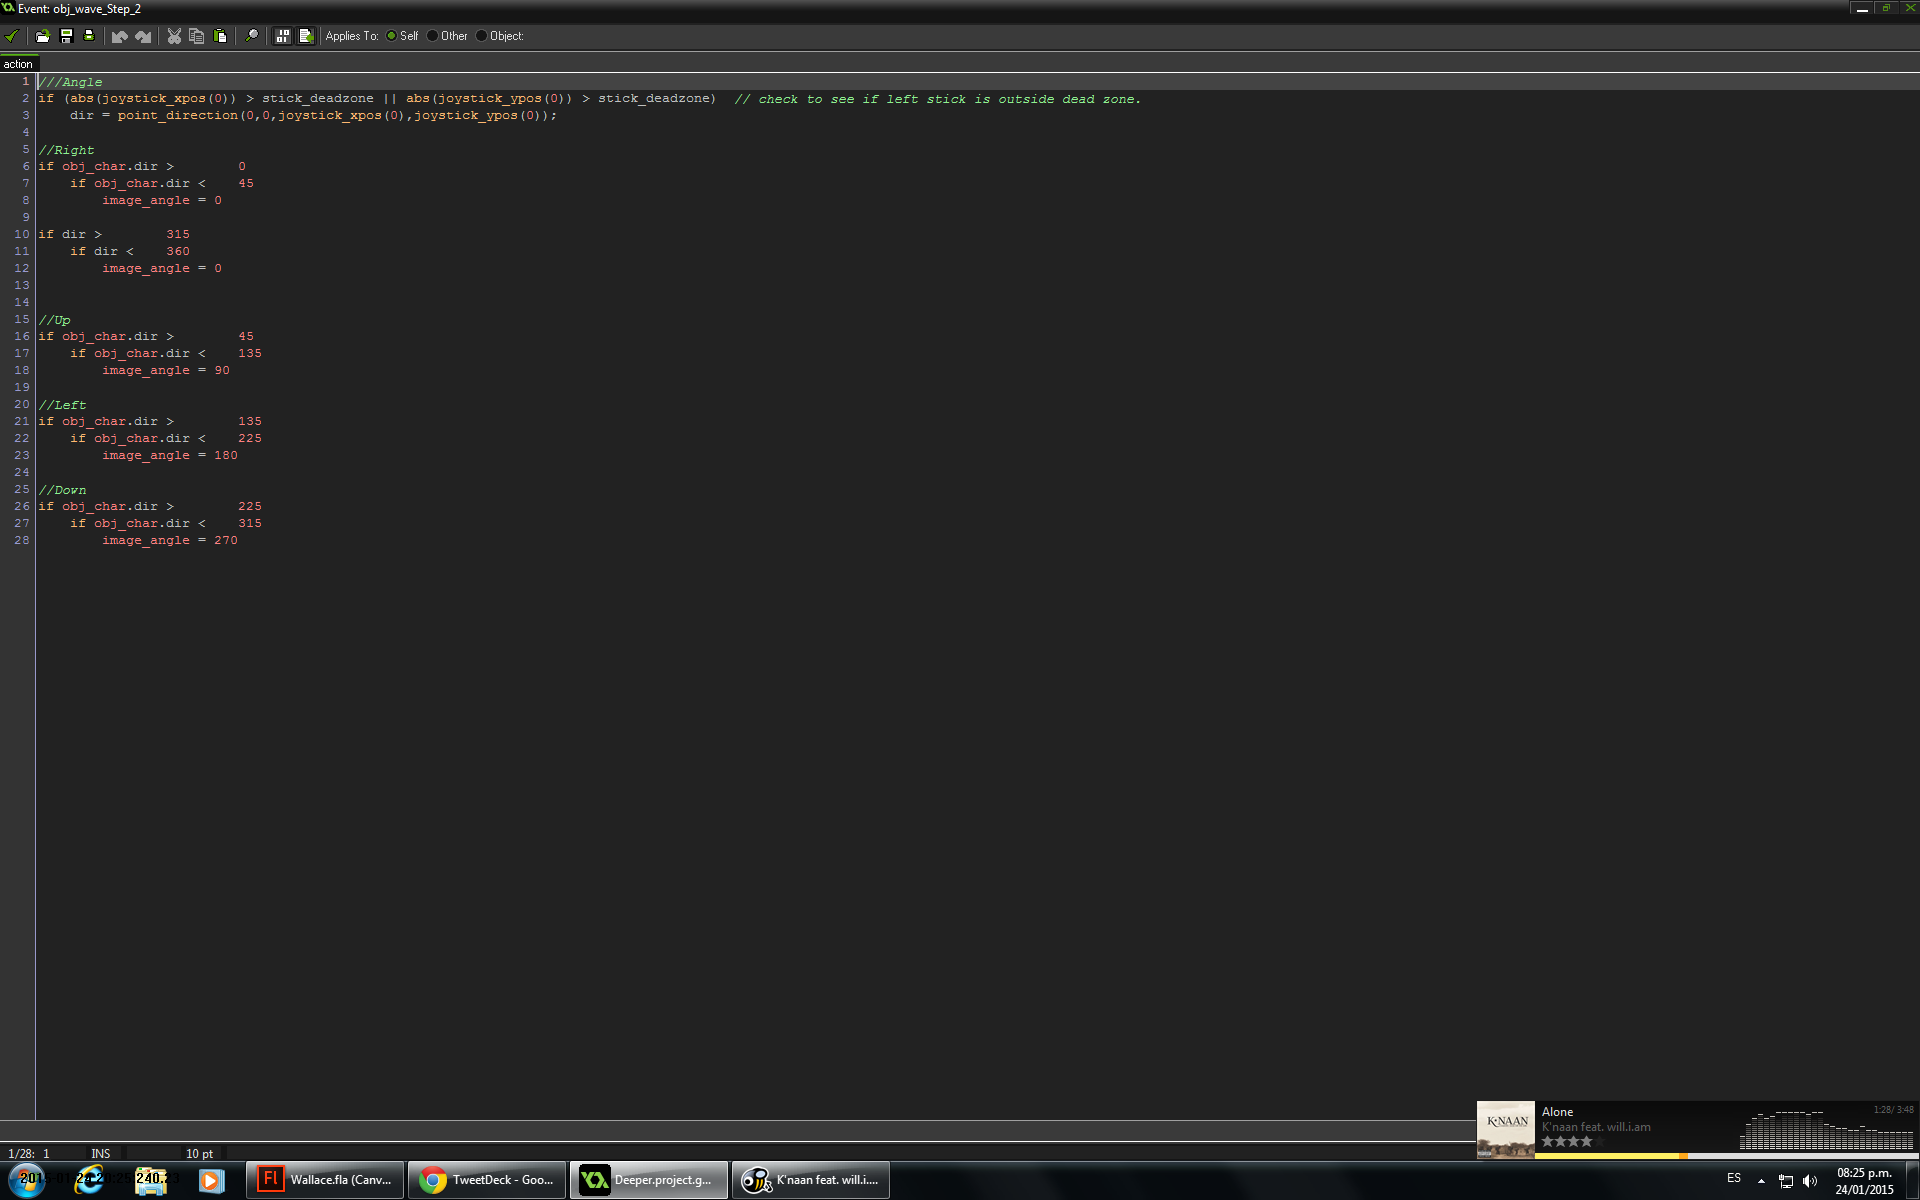 Event: obj_wave_Step_2
Applies To: Self Other Object:
action
1 ///Angle
2 if (abs(joystick_xpos(0)) > stick_deadzone || abs(joystick_ypos(0)) > stick_deadzone) // check to see if left stick is outside dead zone.
3 dir = point_direction(0,0,joystick_xpos(0),joystick_ypos(0));
4
5 //Right
6 if obj_char.dir > 0
7 if obj_char.dir < 45
8 image_angle = 0
9
10 if dir > 315
11 if dir < 360
12 image_angle = 0
13
14
15 //Up
16 if obj_char.dir > 45
17 if obj_char.dir < 135
18 image_angle = 90
19
20 //Left
21 if obj_char.dir > 135
22 if obj_char.dir < 225
23 image_angle = 180
24
25 //Down
26 if obj_char.dir > 225
27 if obj_char.dir < 315
28 image_angle = 270
K'NAAN
Alone
1:28/ 3:48
K'naan feat. will.i.am
1/28: 1 INS 10 pt
Wallace.fla (Canv...
TweetDeck - Goo...
Deeper.project.g...
K'naan feat. will.i....
ES
08:25 p.m.
24/01/2015